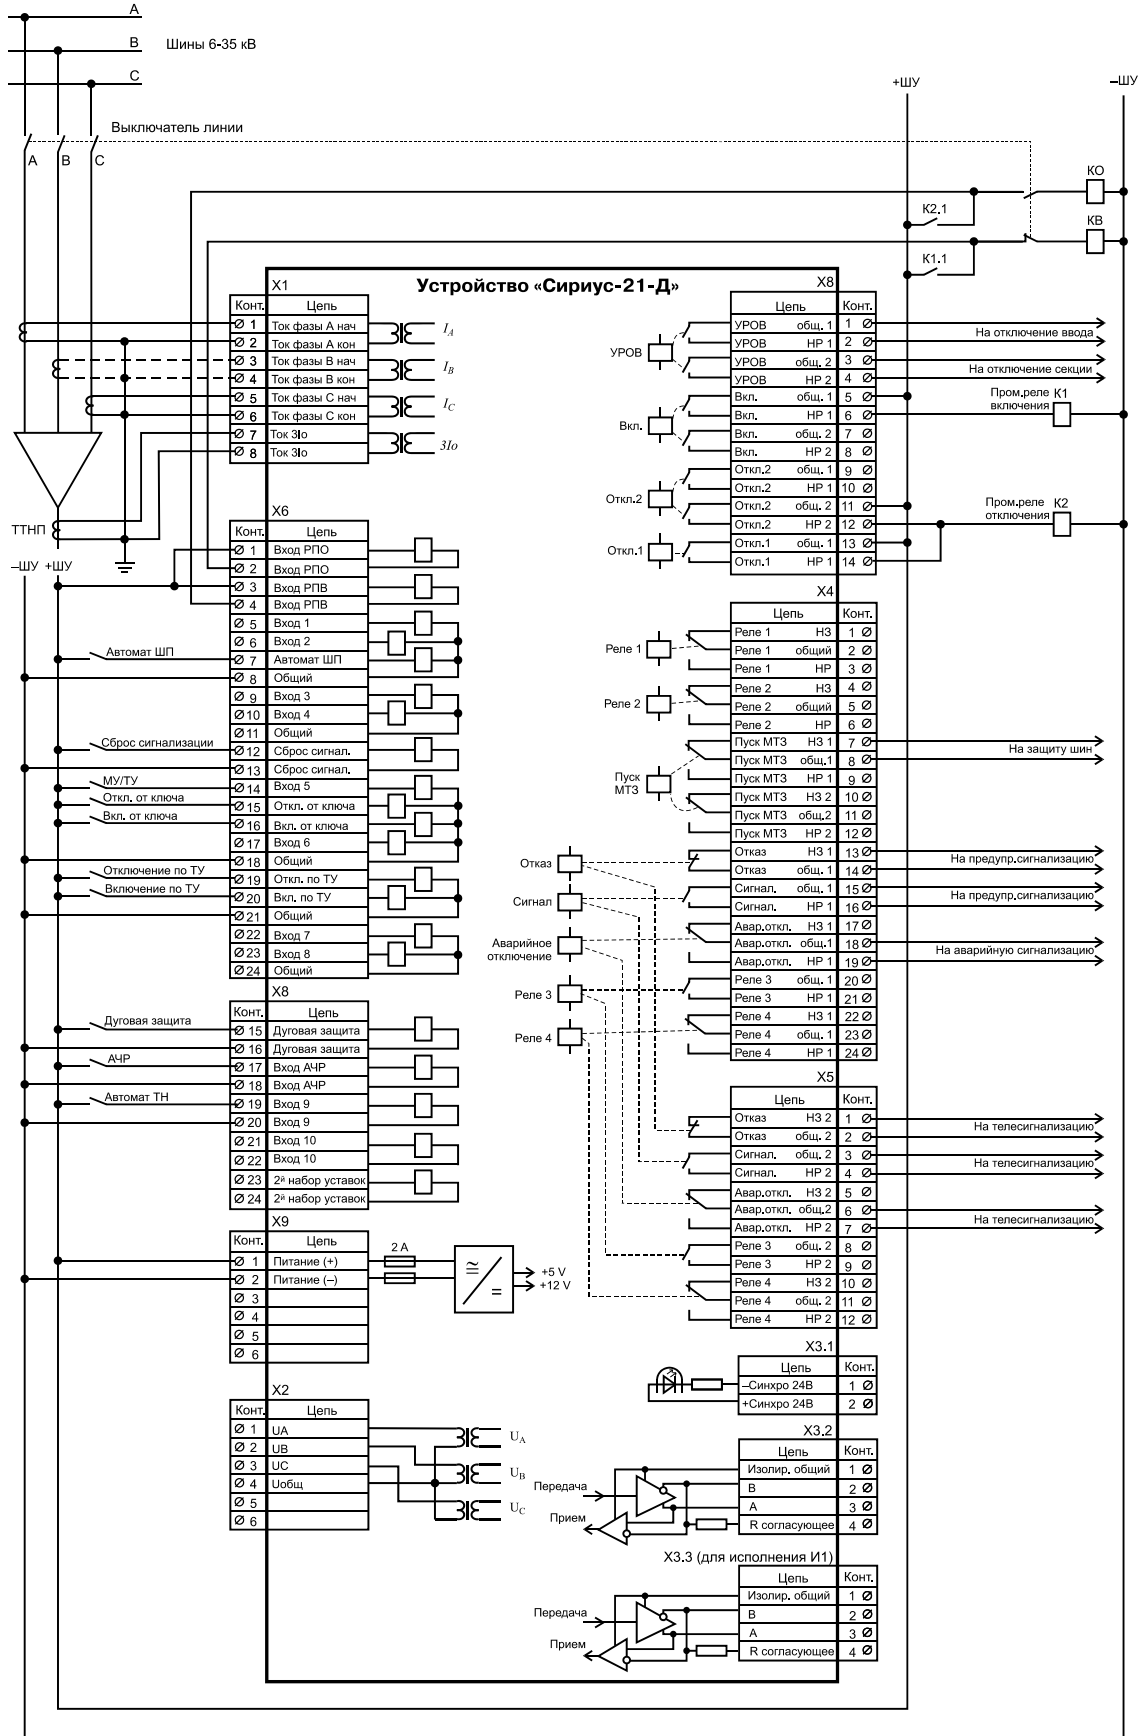 A
B
Шины 6-35 кВ
C
+ШУ
–ШУ
Выключатель линии
A B C
КО
К2.1
КВ
К1.1
Устройство «Сириус-21-Д»
X1
Конт. Цепь
1 Ток фазы А нач
2 Ток фазы А кон
3 Ток фазы В нач
4 Ток фазы В кон
5 Ток фазы С нач
6 Ток фазы С кон
7 Ток 3Iо
8 Ток 3Iо
I_A
I_B
I_C
3Iо
ТТНП
–ШУ +ШУ
X6
Конт. Цепь
1 Вход РПО
2 Вход РПО
3 Вход РПВ
4 Вход РПВ
5 Вход 1
6 Вход 2
Автомат ШП
7 Автомат ШП
8 Общий
9 Вход 3
10 Вход 4
11 Общий
Сброс сигнализации
12 Сброс сигнал.
13 Сброс сигнал.
МУ/ТУ
14 Вход 5
Откл. от ключа
15 Откл. от ключа
Вкл. от ключа
16 Вкл. от ключа
17 Вход 6
18 Общий
Отключение по ТУ
19 Откл. по ТУ
Включение по ТУ
20 Вкл. по ТУ
21 Общий
22 Вход 7
23 Вход 8
24 Общий
X8
Конт. Цепь
Дуговая защита
15 Дуговая защита
16 Дуговая защита
АЧР
17 Вход АЧР
18 Вход АЧР
Автомат ТН
19 Вход 9
20 Вход 9
21 Вход 10
22 Вход 10
23 2й набор уставок
24 2й набор уставок
X9
Конт. Цепь
1 Питание (+)
2 Питание (–)
3
4
5
6
2 А
≅
=
+5 V
+12 V
X2
Конт. Цепь
1 UA
2 UB
3 UC
4 Uобщ
5
6
U_A
U_B
U_C
X8
Цепь Конт.
УРОВ
УРОВ общ. 1 1
УРОВ НР 1 2
УРОВ общ. 2 3
УРОВ НР 2 4
На отключение ввода
На отключение секции
Вкл.
Вкл. общ. 1 5
Вкл. НР 1 6
Вкл. общ. 2 7
Вкл. НР 2 8
Пром.реле К1
включения
Откл.2
Откл.2 общ. 1 9
Откл.2 НР 1 10
Откл.2 общ. 2 11
Откл.2 НР 2 12
Пром.реле К2
отключения
Откл.1
Откл.1 общ. 1 13
Откл.1 НР 1 14
X4
Цепь Конт.
Реле 1
Реле 1 НЗ 1
Реле 1 общий 2
Реле 1 НР 3
Реле 2
Реле 2 НЗ 4
Реле 2 общий 5
Реле 2 НР 6
Пуск
МТЗ
Пуск МТЗ НЗ 1 7
Пуск МТЗ общ.1 8
Пуск МТЗ НР 1 9
Пуск МТЗ НЗ 2 10
Пуск МТЗ общ.2 11
Пуск МТЗ НР 2 12
На защиту шин
Отказ
Отказ НЗ 1 13
Отказ общ. 1 14
На предупр.сигнализацию
Сигнал
Сигнал. общ. 1 15
Сигнал. НР 1 16
На предупр.сигнализацию
Аварийное
отключение
Авар.откл. НЗ 1 17
Авар.откл. общ.1 18
Авар.откл. НР 1 19
На аварийную сигнализацию
Реле 3
Реле 3 общ. 1 20
Реле 3 НР 1 21
Реле 4
Реле 4 НЗ 1 22
Реле 4 общ. 1 23
Реле 4 НР 1 24
X5
Цепь Конт.
Отказ НЗ 2 1
Отказ общ. 2 2
На телесигнализацию
Сигнал. общ. 2 3
Сигнал. НР 2 4
На телесигнализацию
Авар.откл. НЗ 2 5
Авар.откл. общ.2 6
Авар.откл. НР 2 7
На телесигнализацию
Реле 3 общ. 2 8
Реле 3 НР 2 9
Реле 4 НЗ 2 10
Реле 4 общ. 2 11
Реле 4 НР 2 12
X3.1
Цепь Конт.
–Синхро 24В 1
+Синхро 24В 2
X3.2
Цепь Конт.
Изолир. общий 1
B 2
A 3
R согласующее 4
Передача
Прием
X3.3 (для исполнения И1)
Цепь Конт.
Изолир. общий 1
B 2
A 3
R согласующее 4
Передача
Прием